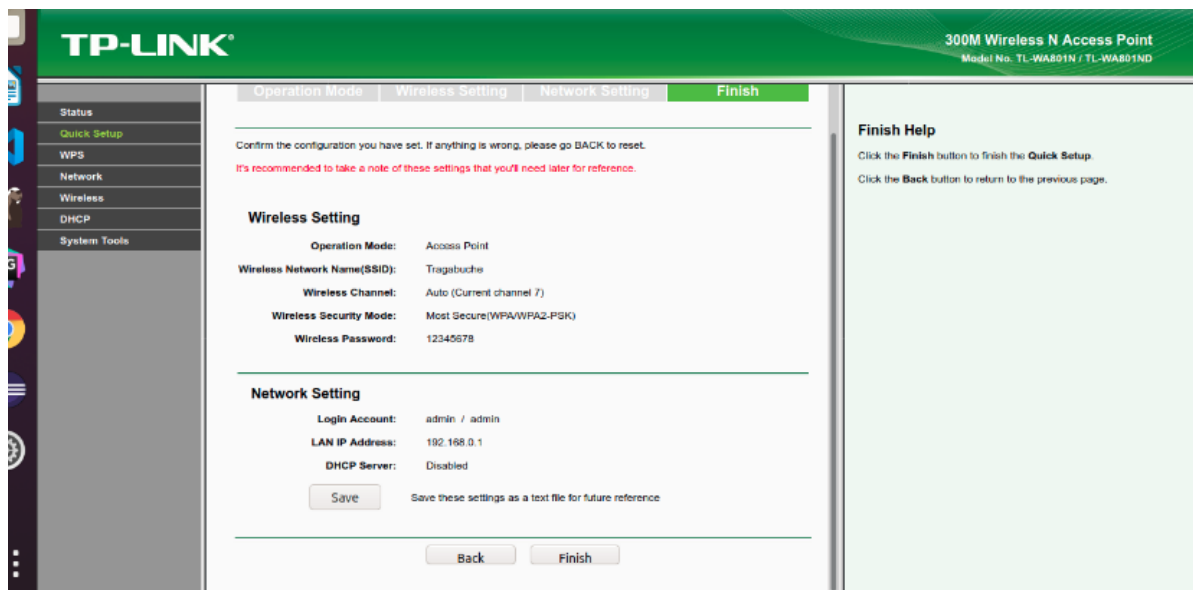 TP-LINK
300M Wireless N Access Point
Model No. TL-WA801N / TL-WA801ND
Status
Quick Setup
WPS
Network
Wireless
DHCP
System Tools
Operation Mode Wireless Setting Network Setting Finish
Confirm the configuration you have set. If anything is wrong, please go BACK to reset.
It's recommended to take a note of these settings that you'll need later for reference.
Wireless Setting
Operation Mode: Access Point
Wireless Network Name(SSID): Tragabuche
Wireless Channel: Auto (Current channel 7)
Wireless Security Mode: Most Secure(WPA/WPA2-PSK)
Wireless Password: 12345678
Network Setting
Login Account: admin / admin
LAN IP Address: 192.168.0.1
DHCP Server: Disabled
Save Save these settings as a text file for future reference
Back Finish
Finish Help
Click the Finish button to finish the Quick Setup.
Click the Back button to return to the previous page.